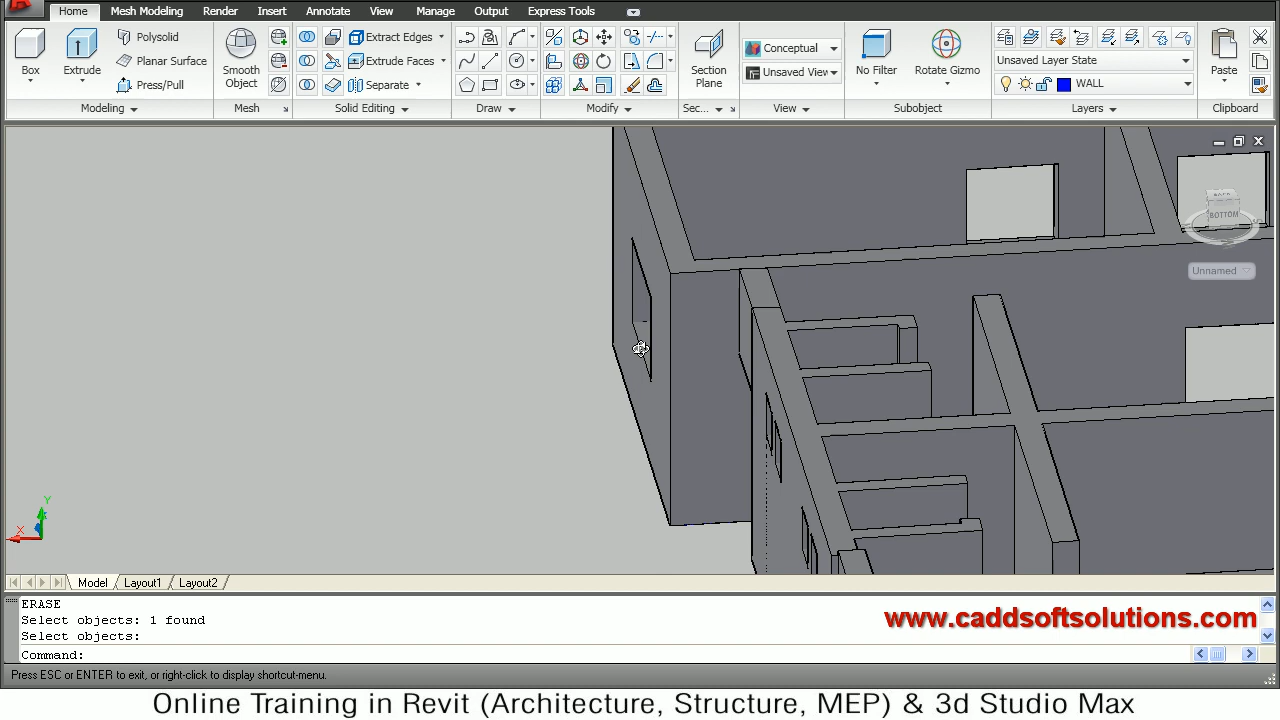 Home Mesh Modeling Render Insert Annotate View Manage Output Express Tools
Box
Extrude
Polysolid
Planar Surface
Press/Pull
Smooth
Object
Extract Edges
Extrude Faces
Separate
Section
Plane
Conceptual
Unsaved View
No Filter
Rotate Gizmo
Unsaved Layer State
WALL
Paste
Modeling Mesh Solid Editing Draw Modify Sec... View Subobject Layers Clipboard
BOTTOM
Unnamed
Y
X
Model Layout1 Layout2
ERASE
Select objects: 1 found
Select objects:
Command:
www.caddsoftsolutions.com
Press ESC or ENTER to exit, or right-click to display shortcut-menu.
Online Training in Revit (Architecture, Structure, MEP) & 3d Studio Max